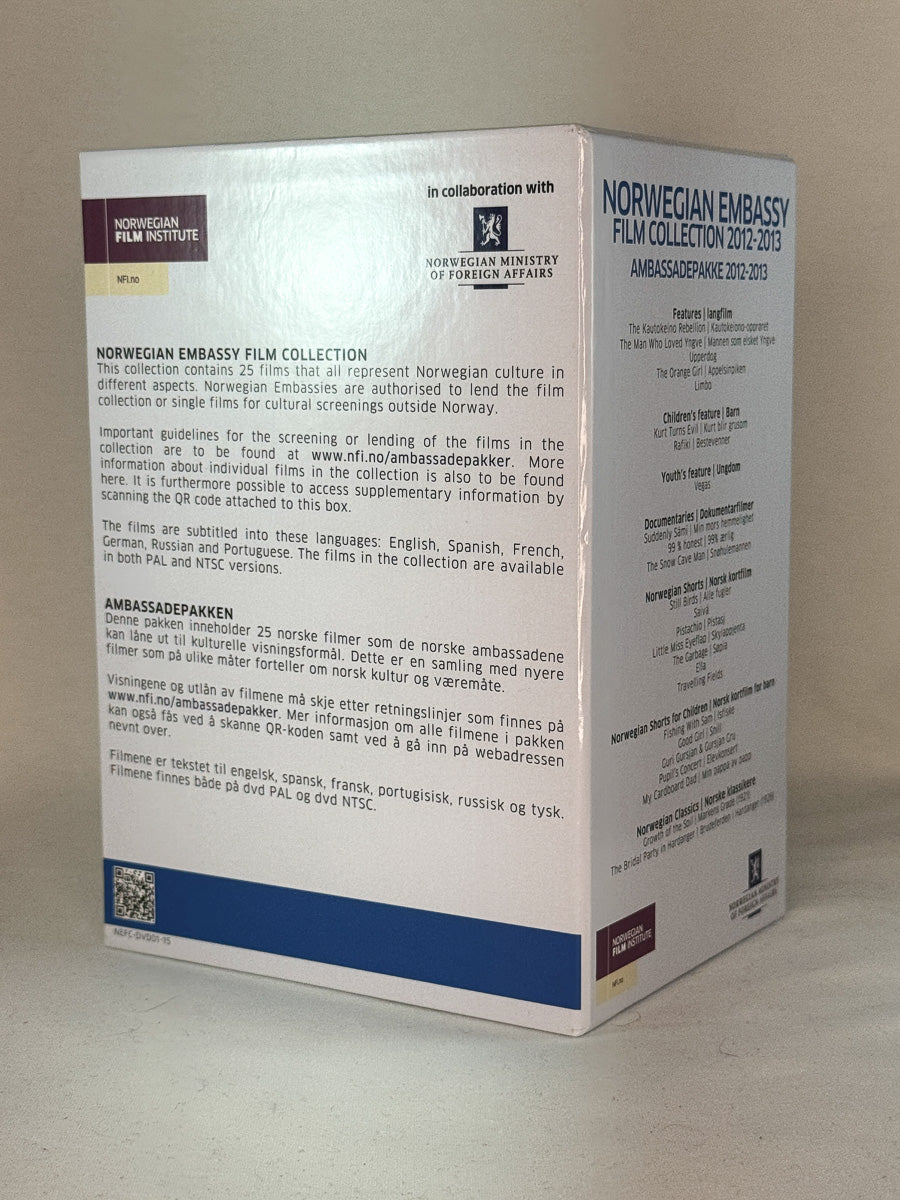 NORWEGIAN
FILM INSTITUTE
NFI.no
in collaboration with
NORWEGIAN MINISTRY
OF FOREIGN AFFAIRS
NORWEGIAN EMBASSY FILM COLLECTION
This collection contains 25 films that all represent Norwegian culture in
different aspects. Norwegian Embassies are authorised to lend the film
collection or single films for cultural screenings outside Norway.
Important guidelines for the screening or lending of the films in the
collection are to be found at www.nfi.no/ambassadepakker. More
information about individual films in the collection is also to be found
here. It is furthermore possible to access supplementary information by
scanning the QR code attached to this box.
The films are subtitled into these languages: English, Spanish, French,
German, Russian and Portuguese. The films in the collection are available
in both PAL and NTSC versions.
AMBASSADEPAKKEN
Denne pakken inneholder 25 norske filmer som de norske ambassadene
kan låne ut til kulturelle visningsformål. Dette er en samling med nyere
filmer som på ulike måter forteller om norsk kultur og væremåte.
Visningene og utlån av filmene må skje etter retningslinjer som finnes på
www.nfi.no/ambassadepakker. Mer informasjon om alle filmene i pakken
kan også fås ved å skanne QR-koden samt ved å gå inn på webadressen
nevnt over.
Filmene er tekstet til engelsk, spansk, fransk, portugisisk, russisk og tysk.
Filmene finnes både på dvd PAL og dvd NTSC.
NEFC-DVD01-15
NORWEGIAN EMBASSY
FILM COLLECTION 2012-2013
AMBASSADEPAKKE 2012-2013
Features | langfilm
The Kautokeino Rebellion | Kautokeiono-opprøret
The Man Who Loved Yngve | Mannen som elsket Yngve
Upperdog
The Orange Girl | Appelsinpiken
Limbo
Children's feature | Barn
Kurt Turns Evil | Kurt blir grusom
Rafiki | Bestevenner
Youth's feature | Ungdom
Vegas
Documentaries | Dokumentarfilmer
Suddenly Sámi | Min mors hemmelighet
99 % honest | 99% ærlig
The Snow Cave Man | Snøhulemannen
Norwegian Shorts | Norsk kortfilm
Still Birds | Alle fugler
Saiva
Pistachio | Pistasj
Little Miss Eyeflap | Skylappjenta
The Garbage | Søpla
Ella
Travelling Fields
Norwegian Shorts for Children | Norsk kortfilm for barn
Fishing With Sam | Isfiske
Good Girl | Snill
Guri Gursjen & Gursjan Gru
Pupil's Concert | Elevkonsert
My Cardboard Dad | Min pappa av papp
Norwegian Classics | Norske klassikere
Growth of the Soil | Markens Grøde (1921)
The Bridal Party in Hardanger | Brudeferden i Hardanger (1926)
NORWEGIAN MINISTRY
OF FOREIGN AFFAIRS
NORWEGIAN
FILM INSTITUTE
NFI.no